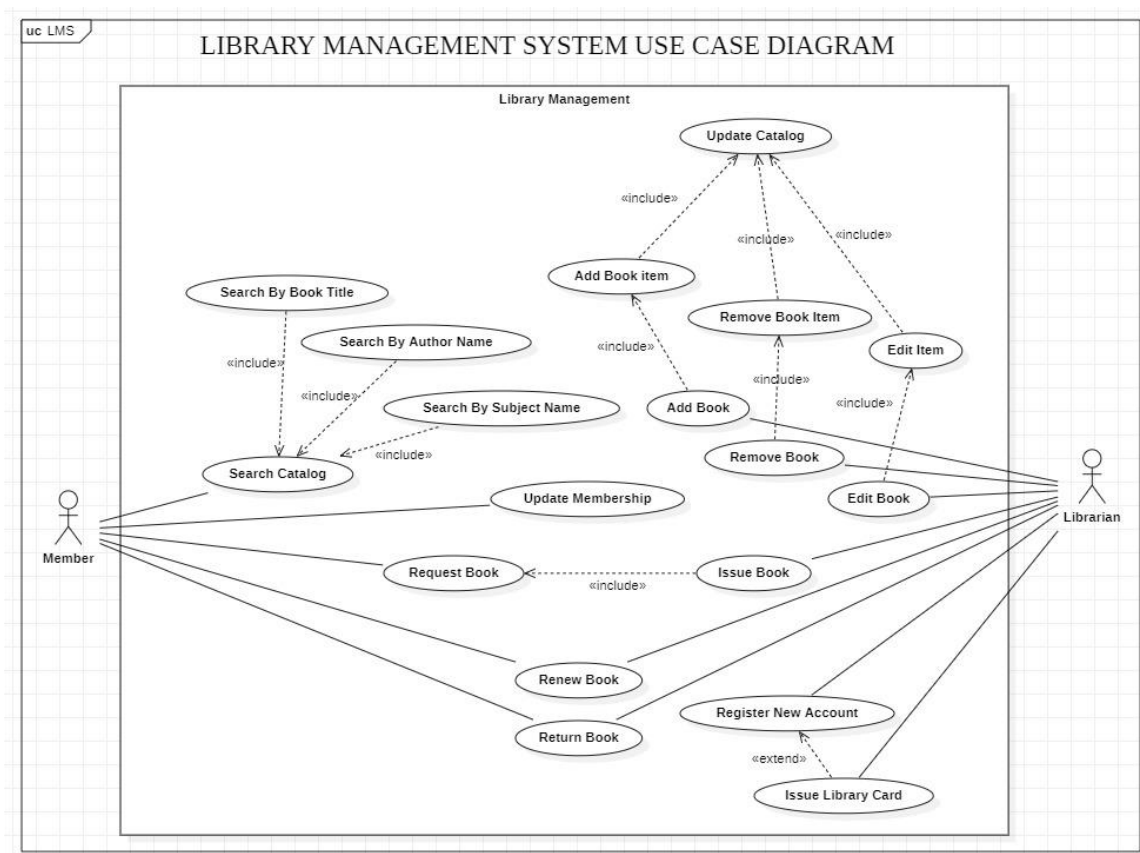 uc LMS
LIBRARY MANAGEMENT SYSTEM USE CASE DIAGRAM
Library Management
Update Catalog
«include»
«include»
«include»
Add Book item
Search By Book Title
Remove Book Item
Search By Author Name
Edit Item
«include»
«include»
«include»
«include»
«include»
Search By Subject Name
Add Book
«include»
Remove Book
Search Catalog
Update Membership
Edit Book
Librarian
Member
Request Book
«include»
Issue Book
Renew Book
Register New Account
Return Book
«extend»
Issue Library Card